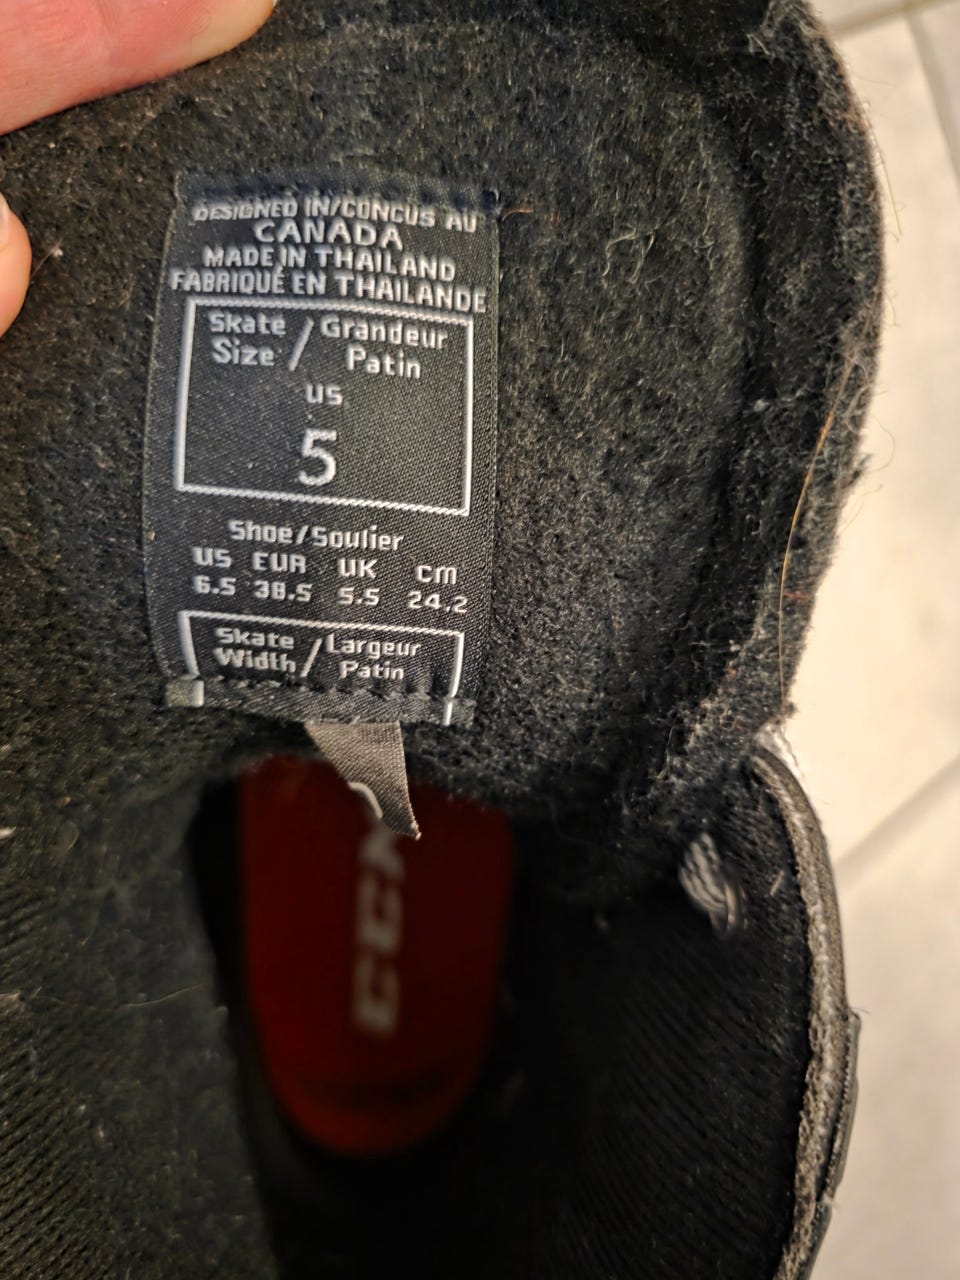 DESIGNED IN/CONCUS AU
CANADA
MADE IN THAILAND
FABRIQUÉ EN THAILANDE
Skate / Grandeur
Size / Patin
US
5
Shoe/Soulier
US EUR UK cm
6.5 38.5 5.5 24.2
Skate / Largeur
Width / Patin
CCM